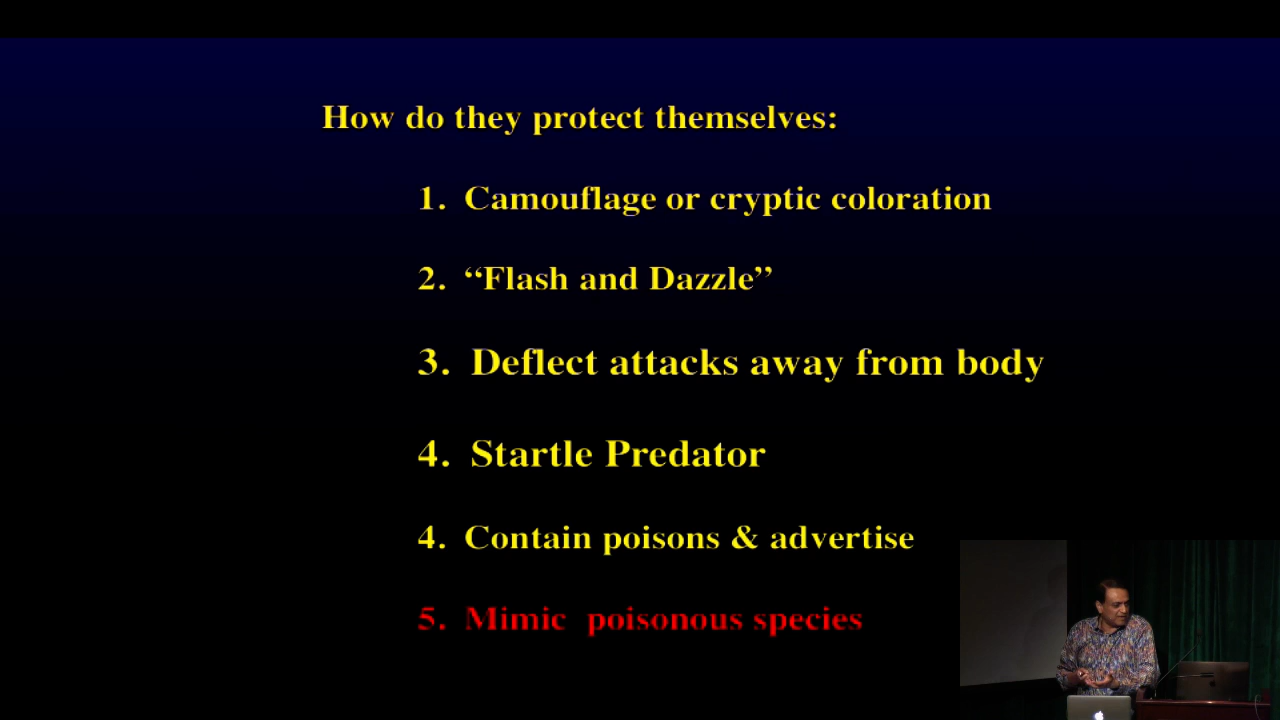 How do they protect themselves:
1. Camouflage or cryptic coloration
2. “Flash and Dazzle”
3. Deflect attacks away from body
4. Startle Predator
4. Contain poisons & advertise
5. Mimic poisonous species